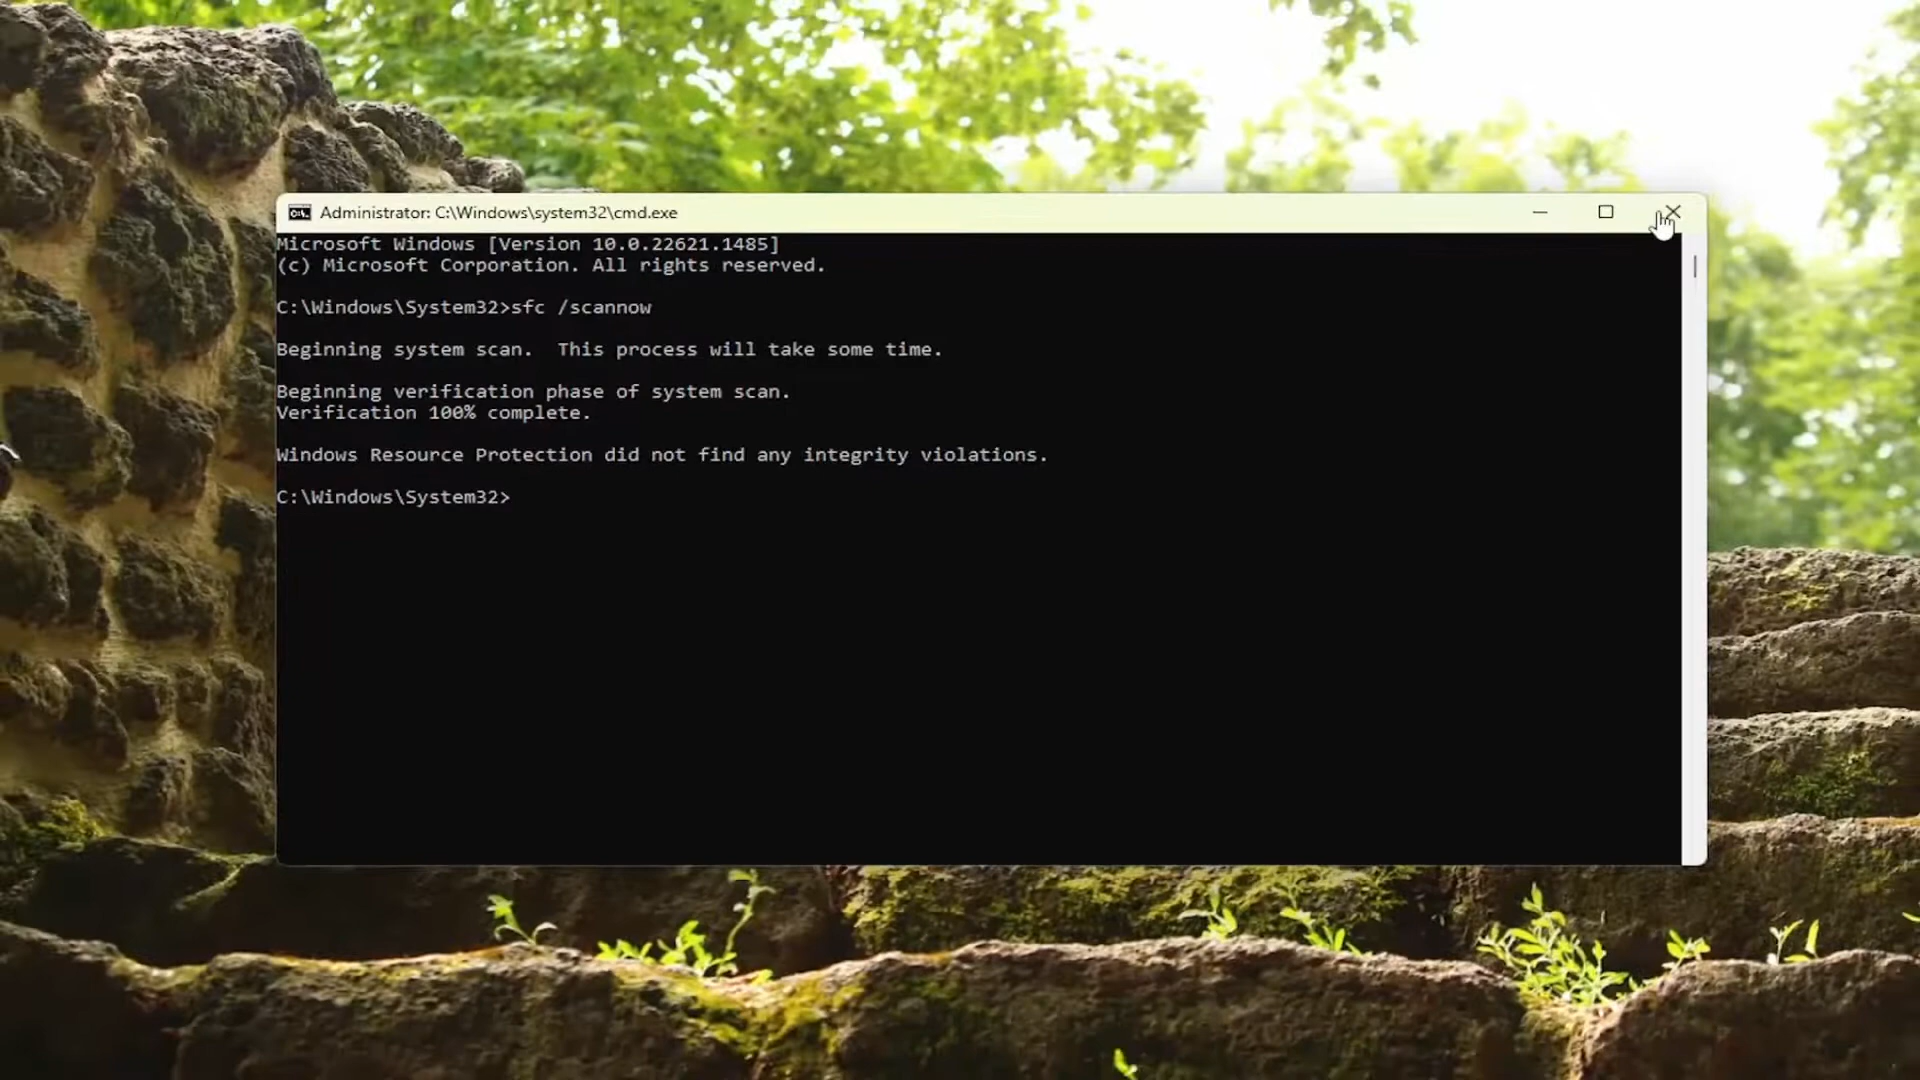 Administrator: C:\Windows\system32\cmd.exe
Microsoft Windows [Version 10.0.22621.1485]
(c) Microsoft Corporation. All rights reserved.
C:\Windows\System32>sfc /scannow
Beginning system scan.  This process will take some time.
Beginning verification phase of system scan.
Verification 100% complete.
Windows Resource Protection did not find any integrity violations.
C:\Windows\System32>